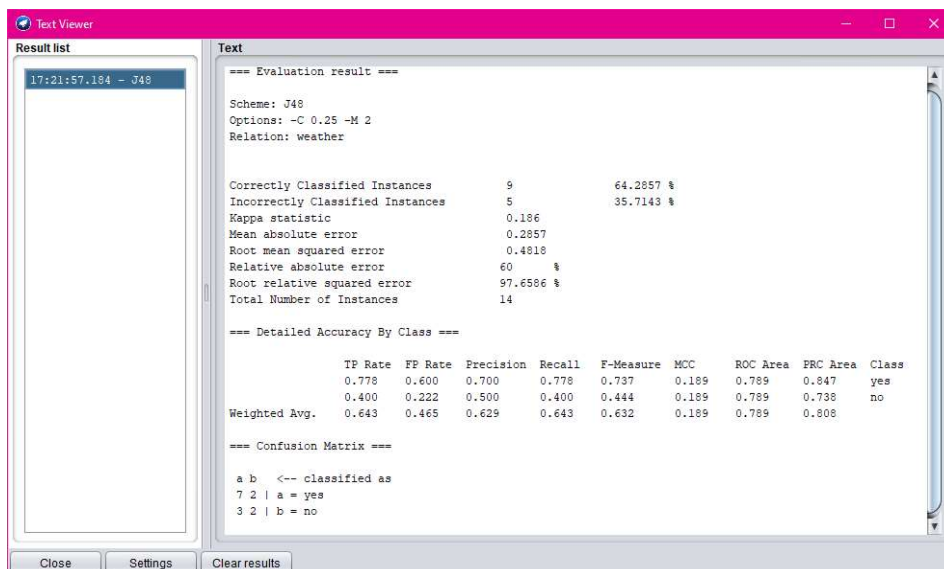 Text Viewer
Result list
17:21:57.184 - J48
Text
=== Evaluation result ===
Scheme: J48
Options: -C 0.25 -M 2
Relation: weather
Correctly Classified Instances 9 64.2857 %
Incorrectly Classified Instances 5 35.7143 %
Kappa statistic 0.186
Mean absolute error 0.2857
Root mean squared error 0.4818
Relative absolute error 60 %
Root relative squared error 97.6586 %
Total Number of Instances 14
=== Detailed Accuracy By Class ===
TP Rate FP Rate Precision Recall F-Measure MCC ROC Area PRC Area Class
0.778 0.600 0.700 0.778 0.737 0.189 0.789 0.847 yes
0.400 0.222 0.500 0.400 0.444 0.189 0.789 0.738 no
Weighted Avg. 0.643 0.465 0.629 0.643 0.632 0.189 0.789 0.808
=== Confusion Matrix ===
a b <-- classified as
7 2 | a = yes
3 2 | b = no
Close Settings Clear results